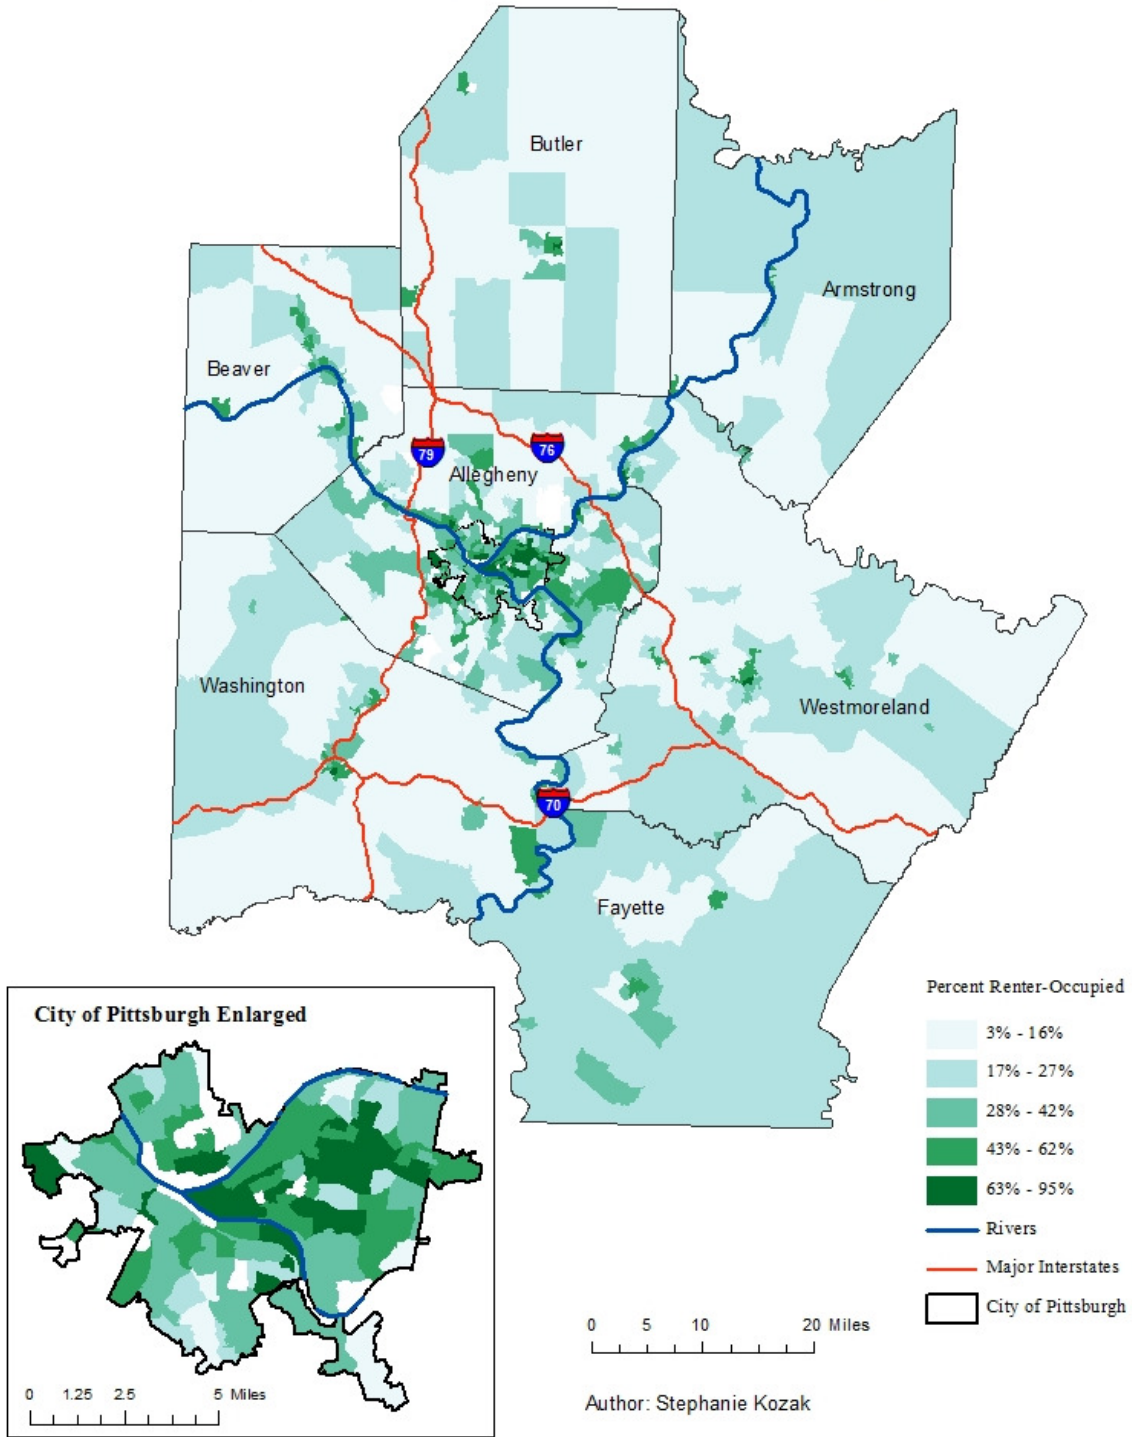 Butler
Armstrong
Beaver
79
76
Allegheny
Washington
Westmoreland
70
Fayette
City of Pittsburgh Enlarged
0 1.25 2.5 5 Miles
Percent Renter-Occupied
3% - 16%
17% - 27%
28% - 42%
43% - 62%
63% - 95%
Rivers
Major Interstates
City of Pittsburgh
0 5 10 20 Miles
Author: Stephanie Kozak